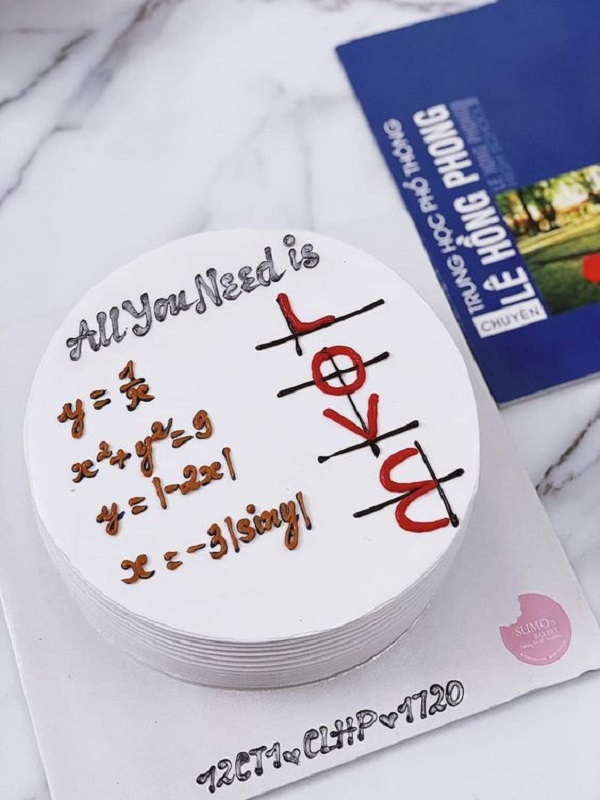 All You Need is
y = 1/x
x² + y² = 9
y = |-2x|
x = -3|siny|
L
O
V
E
12CT1♥CLHP♥1720
SUMO's
BAKERY
TRUNG HỌC PHỔ THÔNG
CHUYÊN LÊ HỒNG PHONG